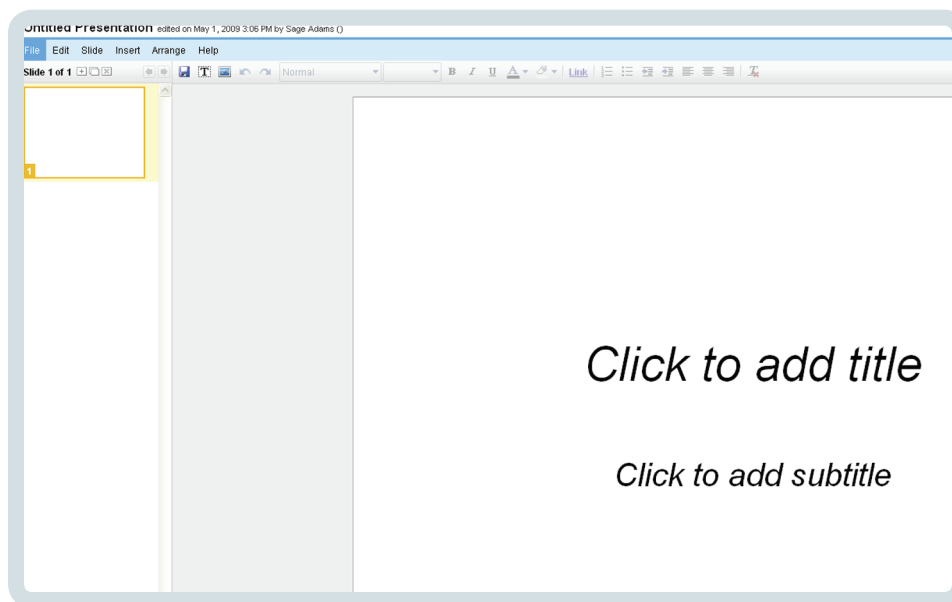 Untitled Presentation edited on May 1, 2009 3:06 PM by Sage Adams ()
File Edit Slide Insert Arrange Help
Slide 1 of 1 T Normal B I U A Link
1
Click to add title
Click to add subtitle